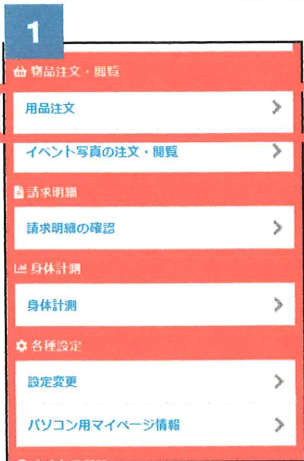 1
物品注文・閲覧
用品注文
イベント写真の注文・閲覧
請求明細
請求明細の確認
身体計測
身体計測
各種設定
設定変更
パソコン用マイページ情報